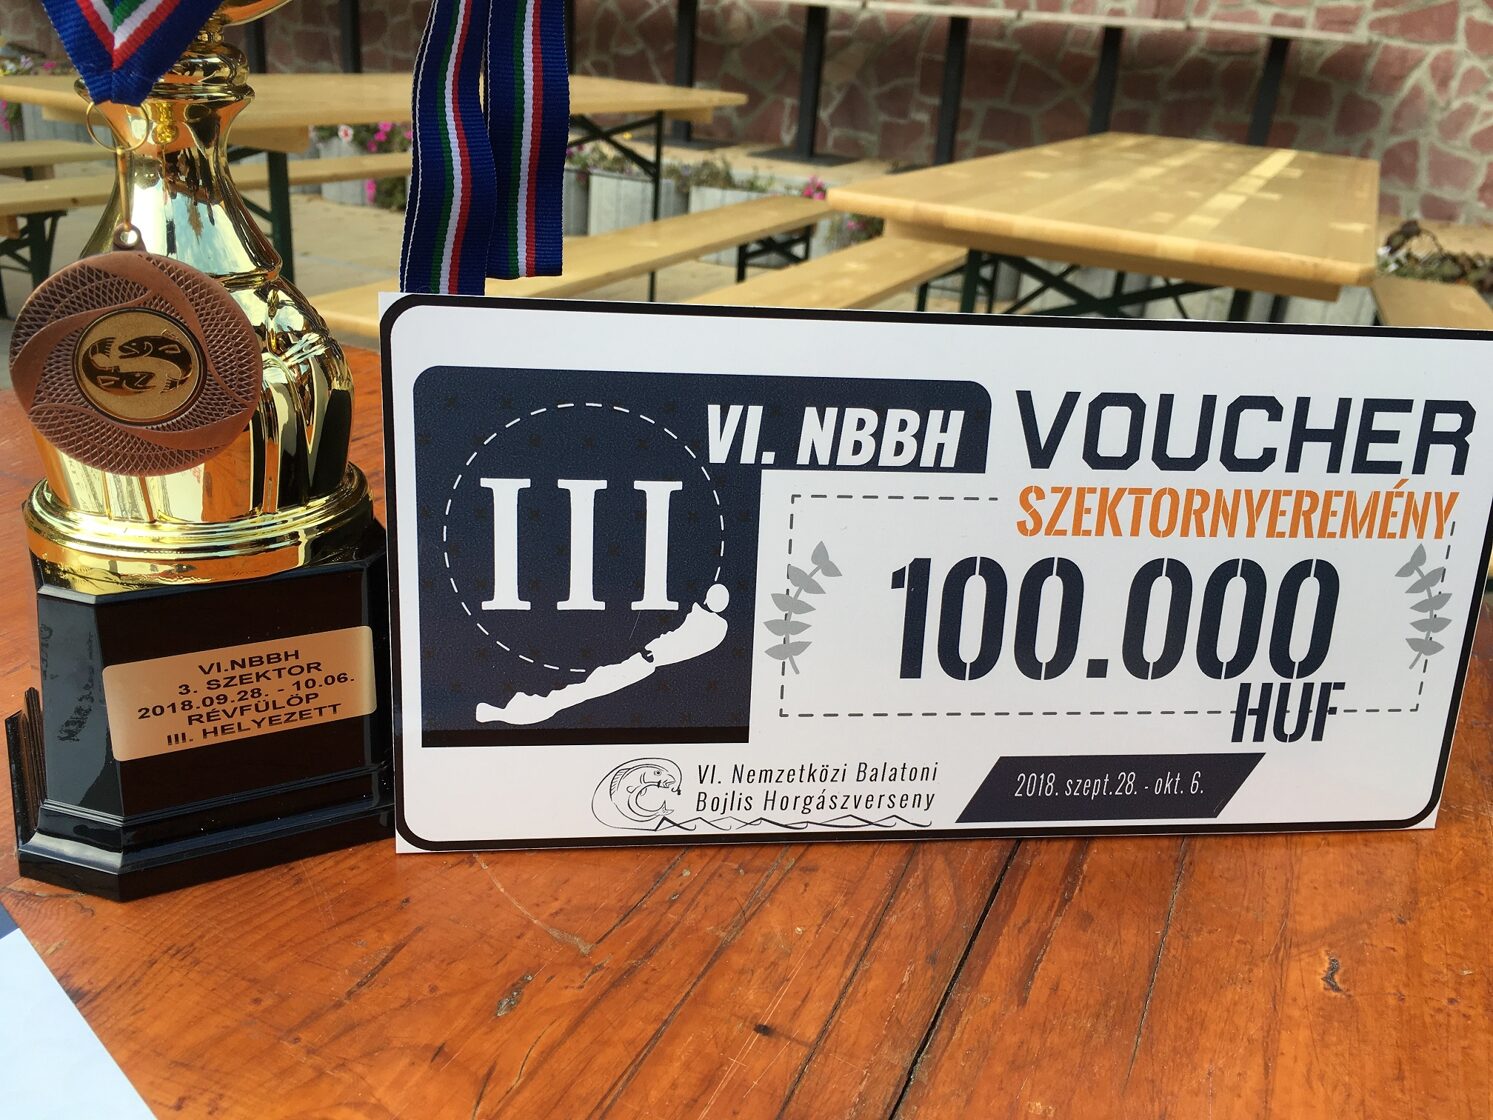 VI.NBBH
3. SZEKTOR
2018.09.28. - 10.06.
RÉVFÜLÖP
III. HELYEZETT
III
VI. NBBH
VOUCHER
SZEKTORNYEREMÉNY
100.000
HUF
VI. Nemzetközi Balatoni
Bojlis Horgászverseny
2018. szept.28. - okt. 6.